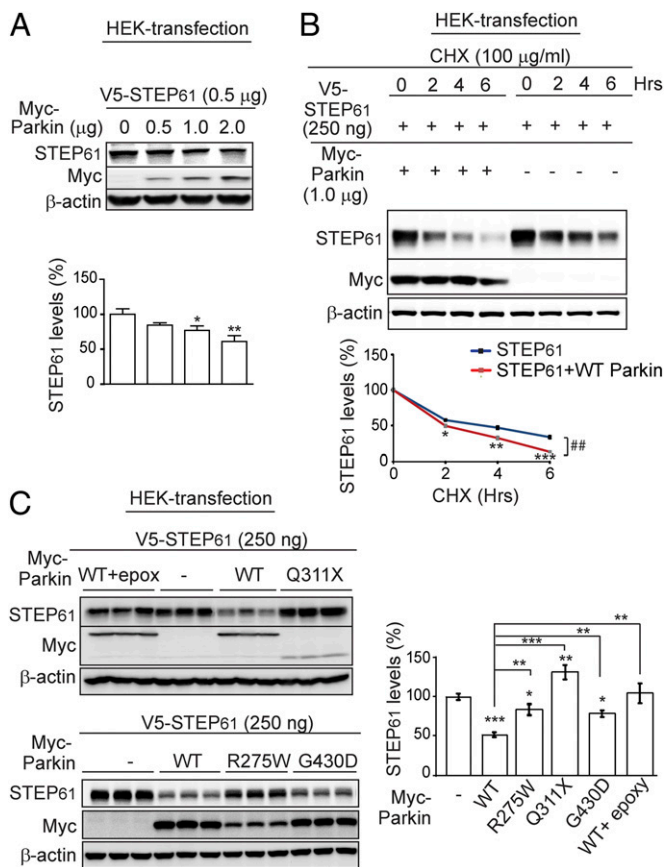 A
HEK-transfection
V5-STEP61 (0.5 μg)
Myc-
Parkin (μg) 0 0.5 1.0 2.0
STEP61
Myc
β-actin
STEP61 levels (%)
150
100
50
0
* **
B
HEK-transfection
CHX (100 μg/ml)
0 2 4 6 0 2 4 6 Hrs
V5-
STEP61
(250 ng) + + + + + + + +
Myc-
Parkin
(1.0 μg) + + + + - - - -
STEP61
Myc
β-actin
STEP61 levels (%)
150
100
50
0
STEP61
STEP61+WT Parkin
* ** *** ##
0 2 4 6
CHX (Hrs)
C
HEK-transfection
V5-STEP61 (250 ng)
Myc-
Parkin WT+epox - WT Q311X
STEP61
Myc
β-actin
V5-STEP61 (250 ng)
Myc-
Parkin - WT R275W G430D
STEP61
Myc
β-actin
STEP61 levels (%)
150
100
50
0
**
**
***
**
*** * ** *
Myc-
Parkin - WT R275W Q311X G430D WT+ epoxy